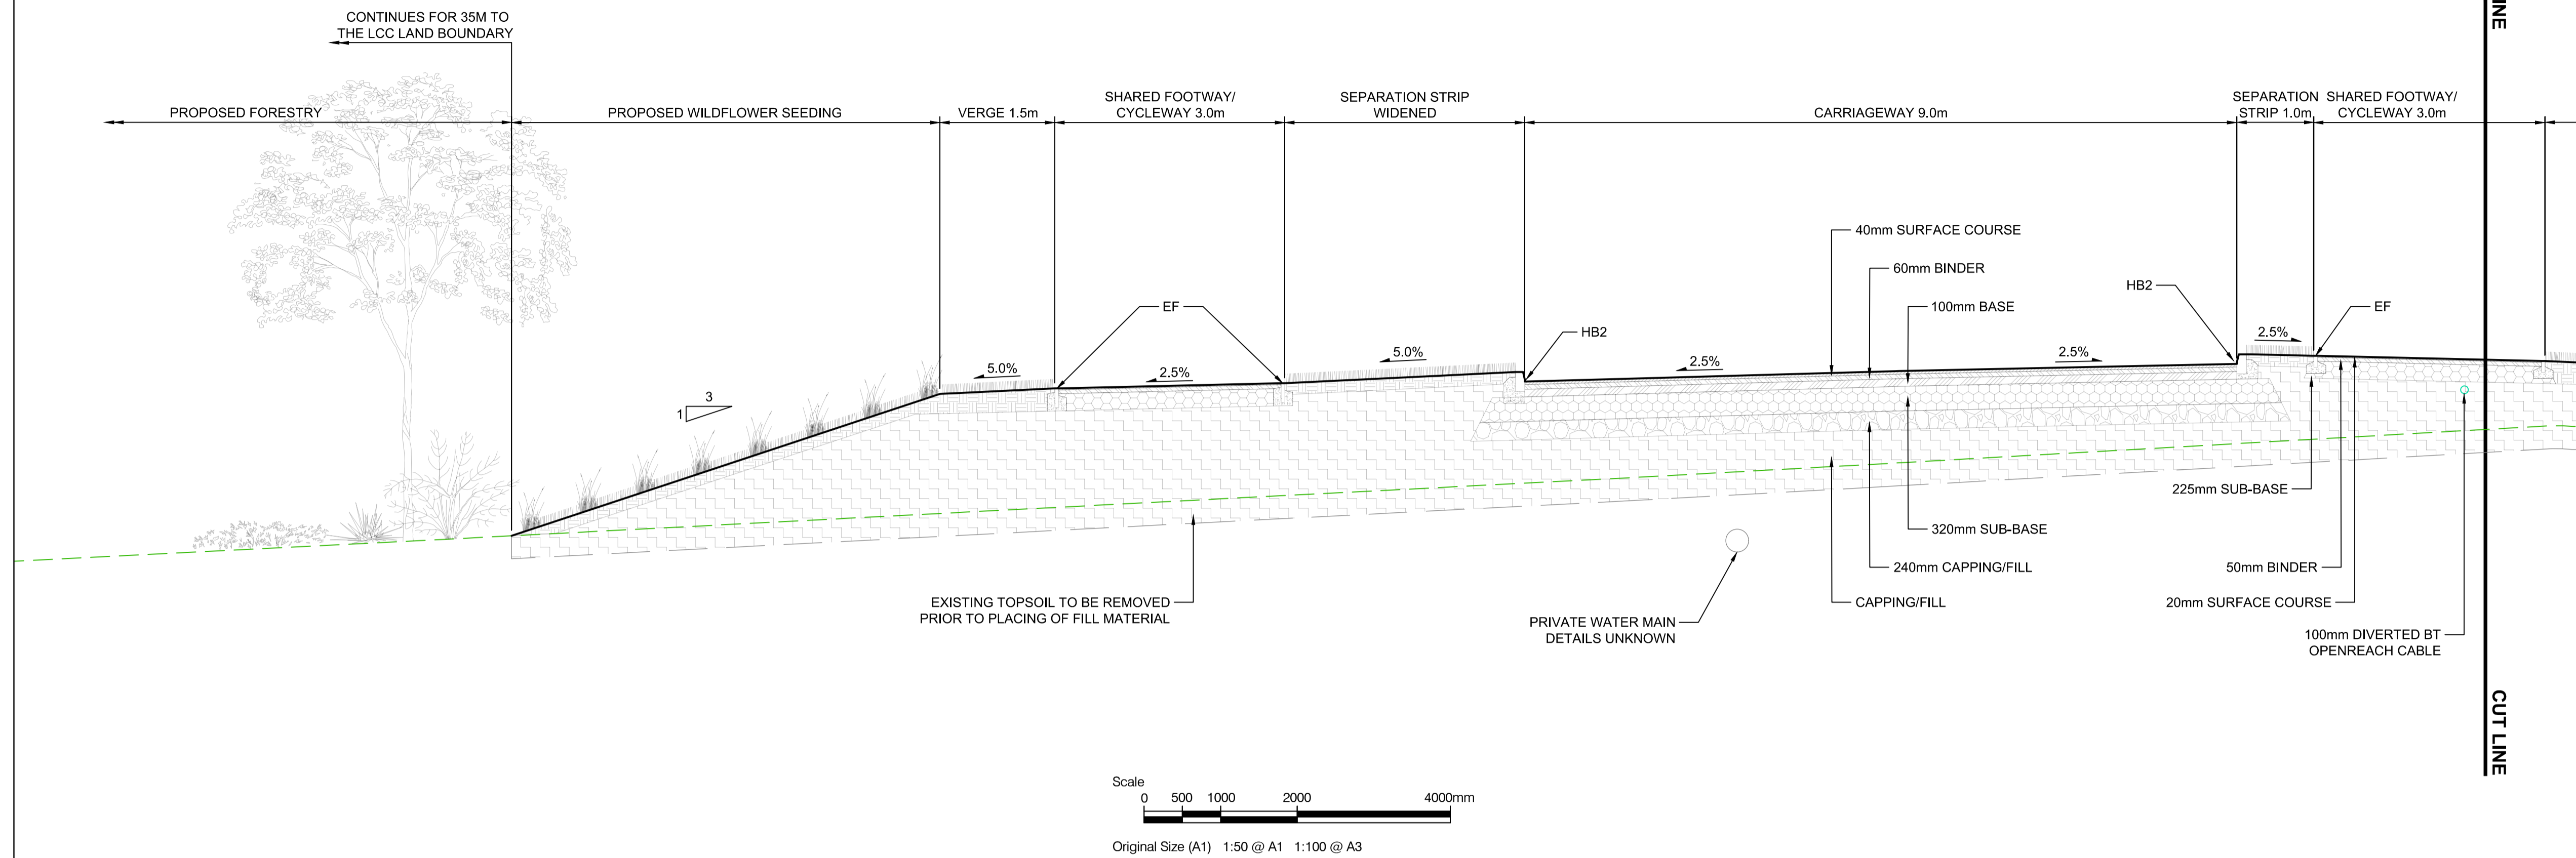 CONTINUES FOR 35M TO
THE LCC LAND BOUNDARY
PROPOSED FORESTRY
PROPOSED WILDFLOWER SEEDING
VERGE 1.5m
SHARED FOOTWAY/
CYCLEWAY 3.0m
SEPARATION STRIP
WIDENED
CARRIAGEWAY 9.0m
SEPARATION
STRIP 1.0m
SHARED FOOTWAY/
CYCLEWAY 3.0m
INE
40mm SURFACE COURSE
60mm BINDER
100mm BASE
EF
HB2
HB2
EF
5.0%
2.5%
5.0%
2.5%
2.5%
2.5%
3
1
225mm SUB-BASE
320mm SUB-BASE
240mm CAPPING/FILL
CAPPING/FILL
50mm BINDER
20mm SURFACE COURSE
EXISTING TOPSOIL TO BE REMOVED
PRIOR TO PLACING OF FILL MATERIAL
PRIVATE WATER MAIN
DETAILS UNKNOWN
100mm DIVERTED BT
OPENREACH CABLE
CUT LINE
Scale
0 500 1000 2000 4000mm
Original Size (A1) 1:50 @ A1 1:100 @ A3